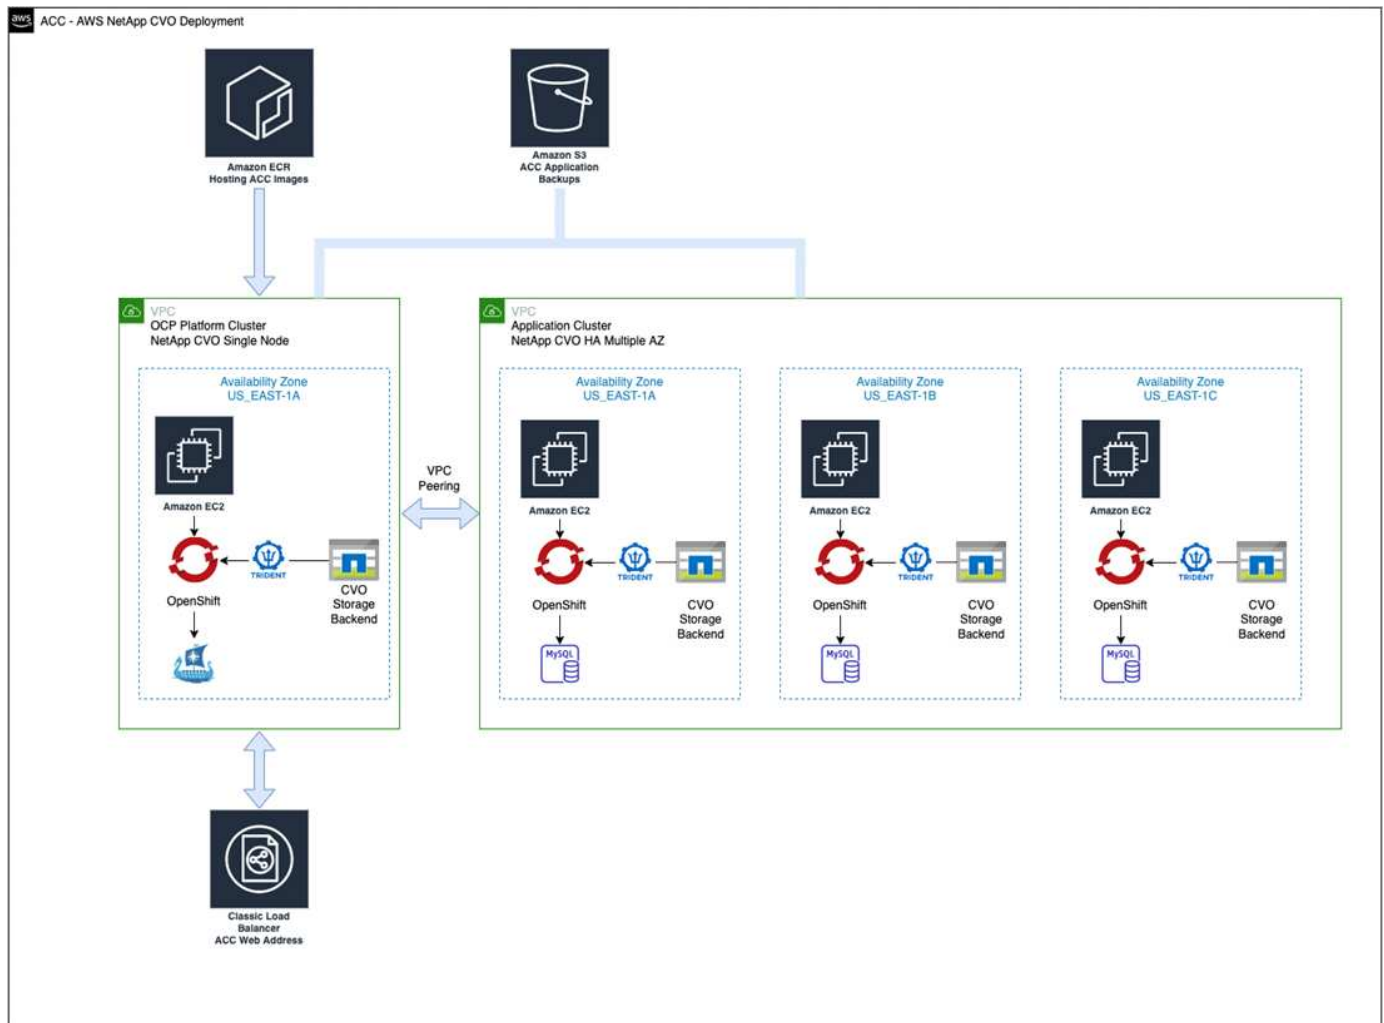 aws
ACC - AWS NetApp CVO Deployment
Amazon ECR
Hosting ACC Images
Amazon S3
ACC Application
Backups
VPC
OCP Platform Cluster
NetApp CVO Single Node
Availability Zone
US_EAST-1A
Amazon EC2
TRIDENT
OpenShift
CVO
Storage
Backend
VPC
Peering
VPC
Application Cluster
NetApp CVO HA Multiple AZ
Availability Zone
US_EAST-1A
Amazon EC2
TRIDENT
OpenShift
CVO
Storage
Backend
MySQL
Availability Zone
US_EAST-1B
Amazon EC2
TRIDENT
OpenShift
CVO
Storage
Backend
MySQL
Availability Zone
US_EAST-1C
Amazon EC2
TRIDENT
OpenShift
CVO
Storage
Backend
MySQL
Classic Load
Balancer
ACC Web Address